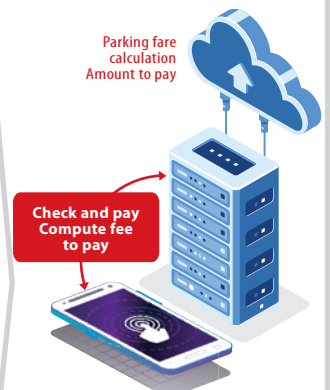 Parking fare
calculation
Amount to pay
Check and pay
Compute fee
to pay